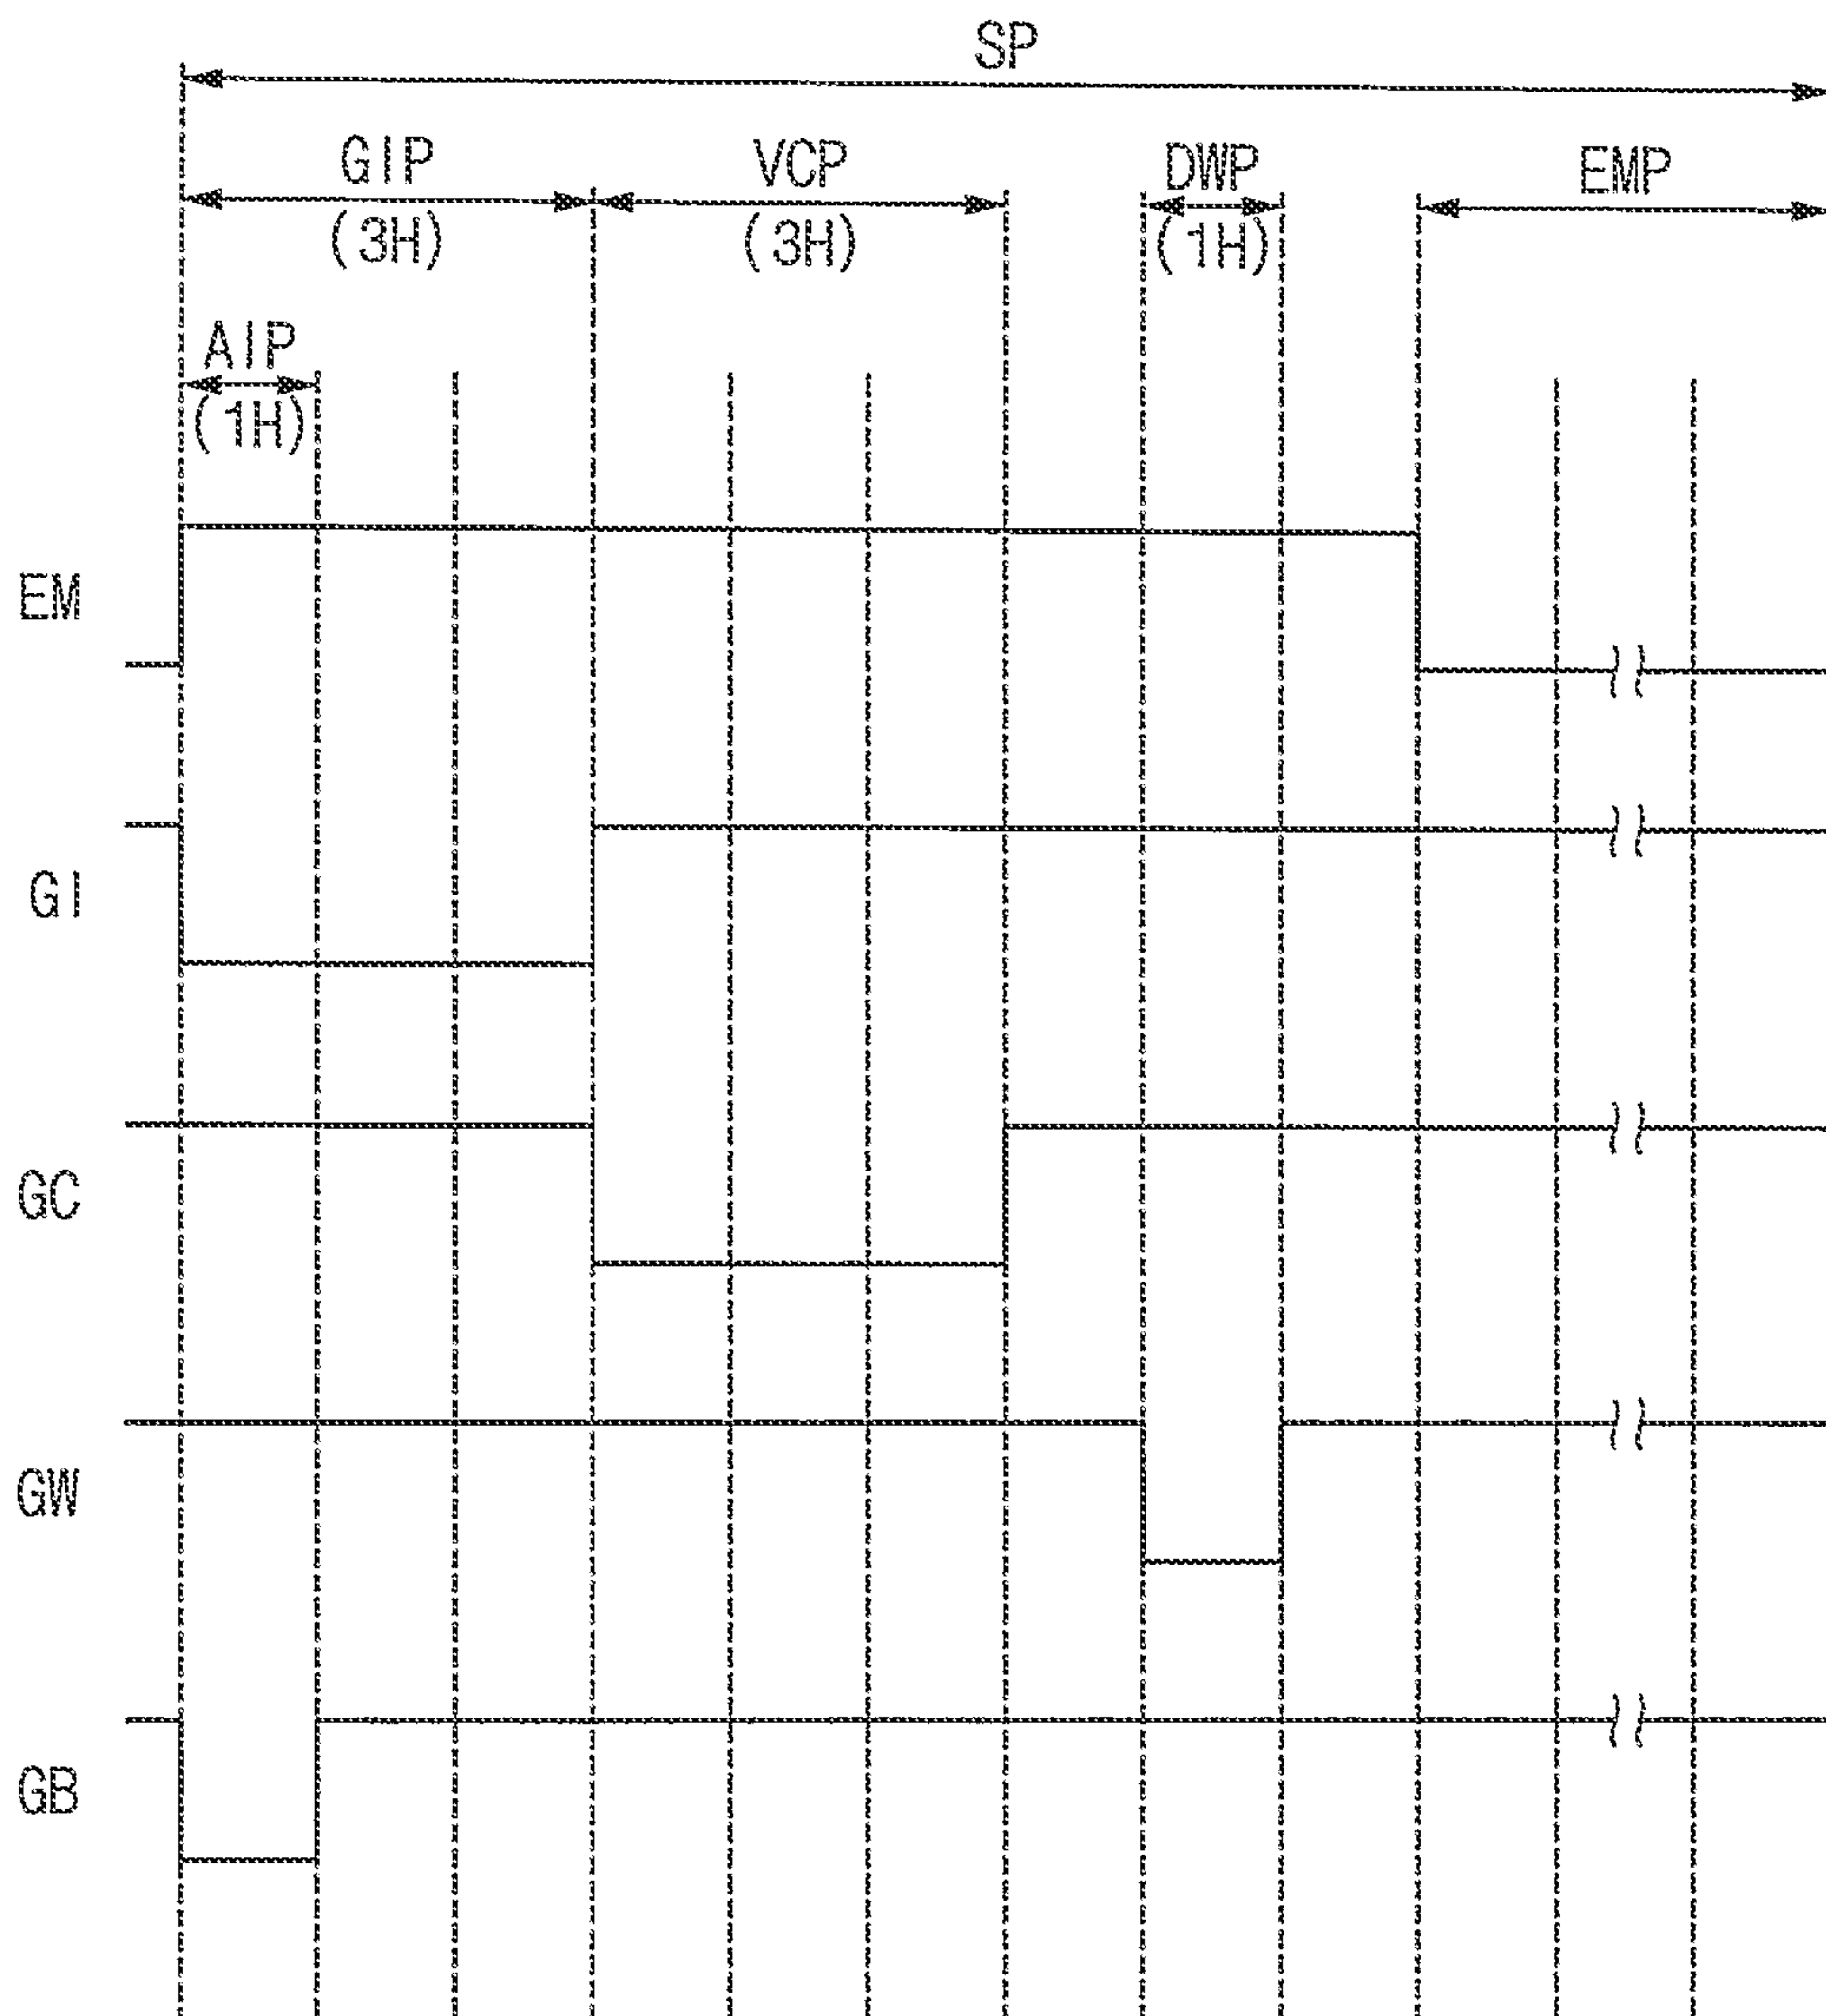 SP
GIP
VCP
DWP
EMP
(3H)
(3H)
(1H)
AIP
(1H)
EM
GI
GC
GW
GB